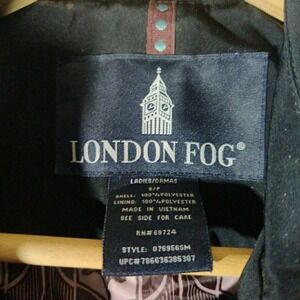 LONDON FOG®
LADIES/DAMAS
S/P
SHELL: 100% POLYESTER
LINING: 100% POLYESTER
MADE IN VIETNAM
SEE SIDE FOR CARE
RN#69724
STYLE: O76956SM
UPC#786636385307